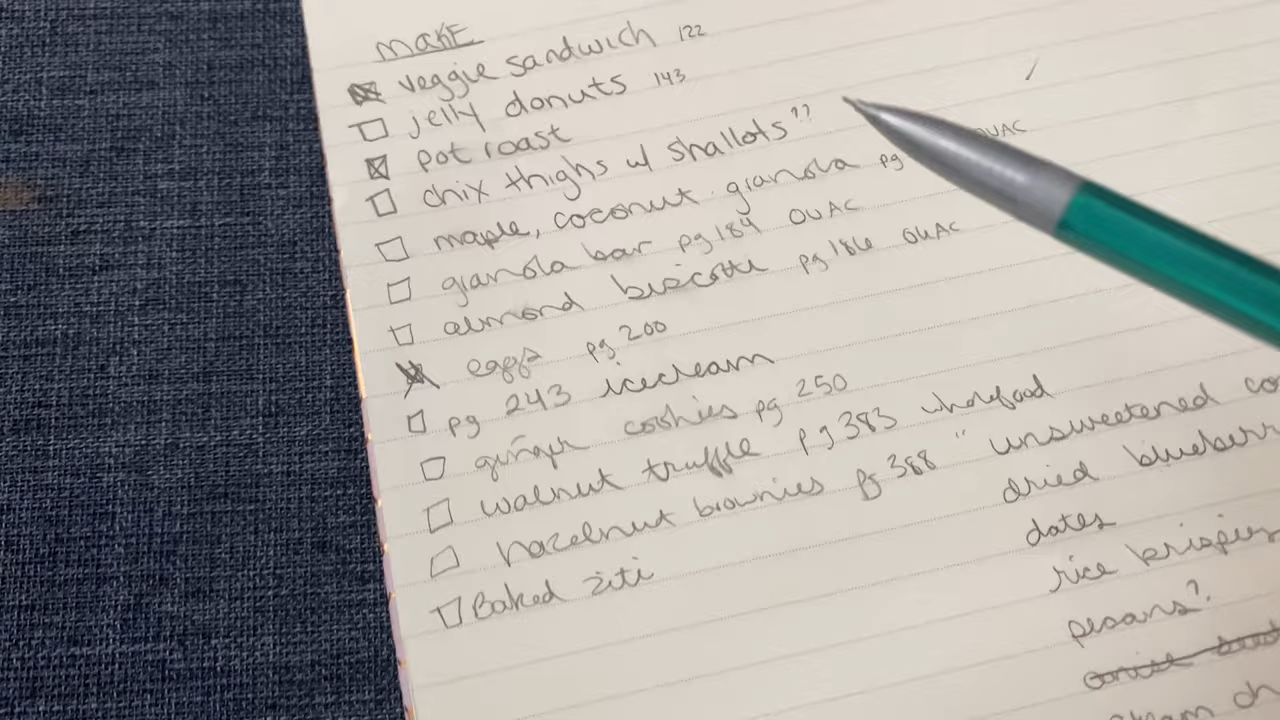 MAKE
veggie sandwich 122
jelly donuts 143
pot roast
chix thighs w/ shallots ??
maple, coconut granola pg OUAC
granola bar pg 184 OUAC
almond biscotti pg 186 OUAC
eggs pg 200
pg 243 icecream
ginger cookies pg 250
walnut truffle pg 383 wholefood
hazelnut brownies pg 388 "
Baked ziti
unsweetened
dried
dates
rice krispies
pecans?